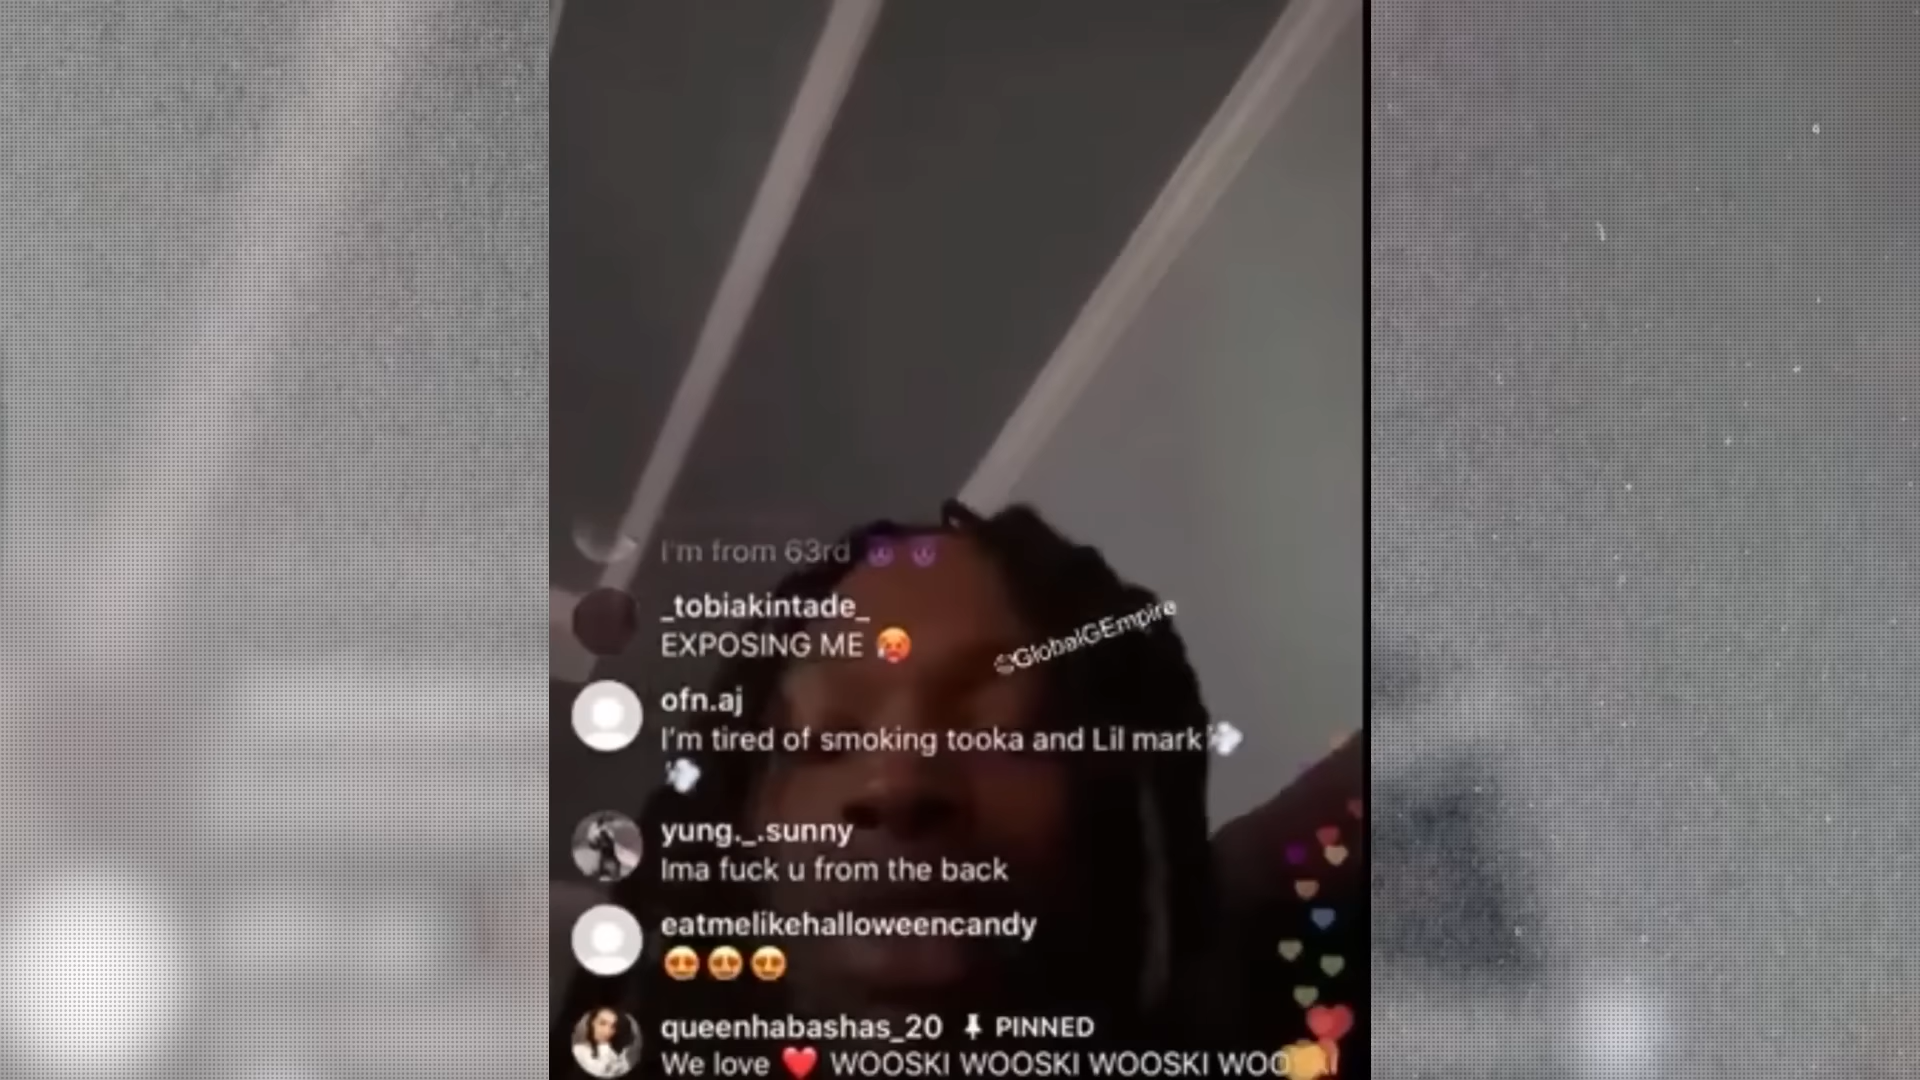 I'm from 63rd 😈 😈
_tobiakintade_
EXPOSING ME 🥵
@GlobalGEmpire
ofn.aj
I'm tired of smoking tooka and Lil mark💨
💨
yung._.sunny
Ima fuck u from the back
eatmelikehalloweencandy
😍😍😍
queenhabashas_20 📌 PINNED
We love ❤️ WOOSKI WOOSKI WOOSKI